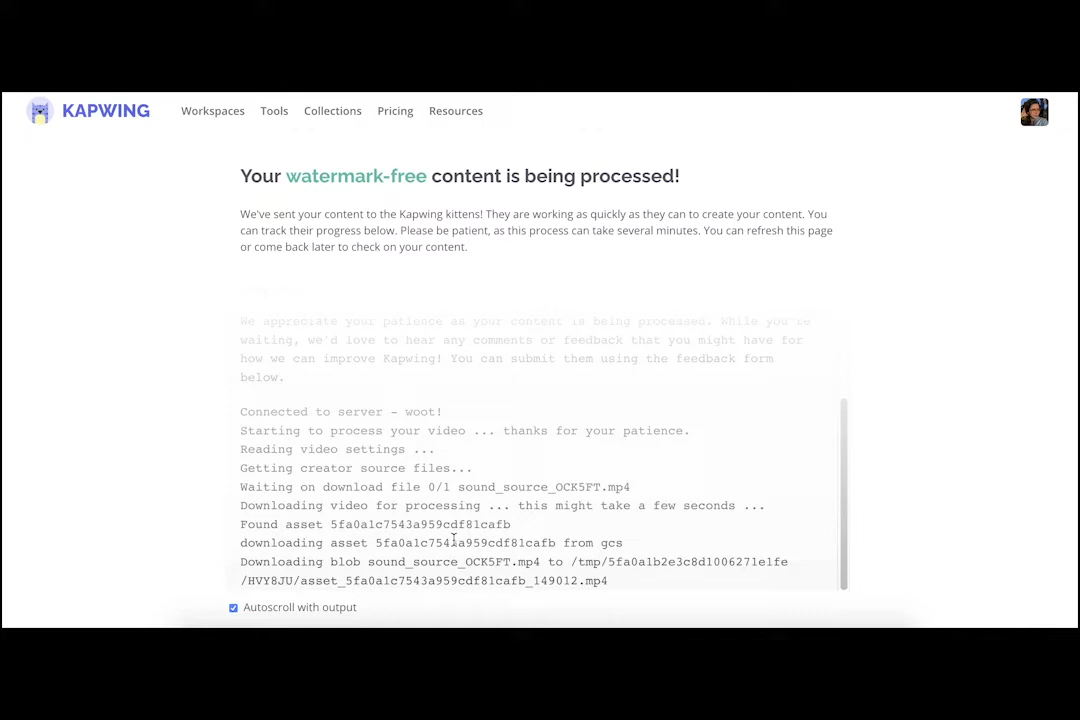 KAPWING
Workspaces Tools Collections Pricing Resources
Your watermark-free content is being processed!
We've sent your content to the Kapwing kittens! They are working as quickly as they can to create your content. You
can track their progress below. Please be patient, as this process can take several minutes. You can refresh this page
or come back later to check on your content.
We appreciate your patience as your content is being processed. While you're
waiting, we'd love to hear any comments or feedback that you might have for
how we can improve Kapwing! You can submit them using the feedback form
below.
Connected to server - woot!
Starting to process your video ... thanks for your patience.
Reading video settings ...
Getting creator source files...
Waiting on download file 0/1 sound_source_OCK5FT.mp4
Downloading video for processing ... this might take a few seconds ...
Found asset 5fa0a1c7543a959cdf81cafb
downloading asset 5fa0a1c7543a959cdf81cafb from gcs
Downloading blob sound_source_OCK5FT.mp4 to /tmp/5fa0a1b2e3c8d1006271e1fe
/HVY8JU/asset_5fa0a1c7543a959cdf81cafb_149012.mp4
Autoscroll with output